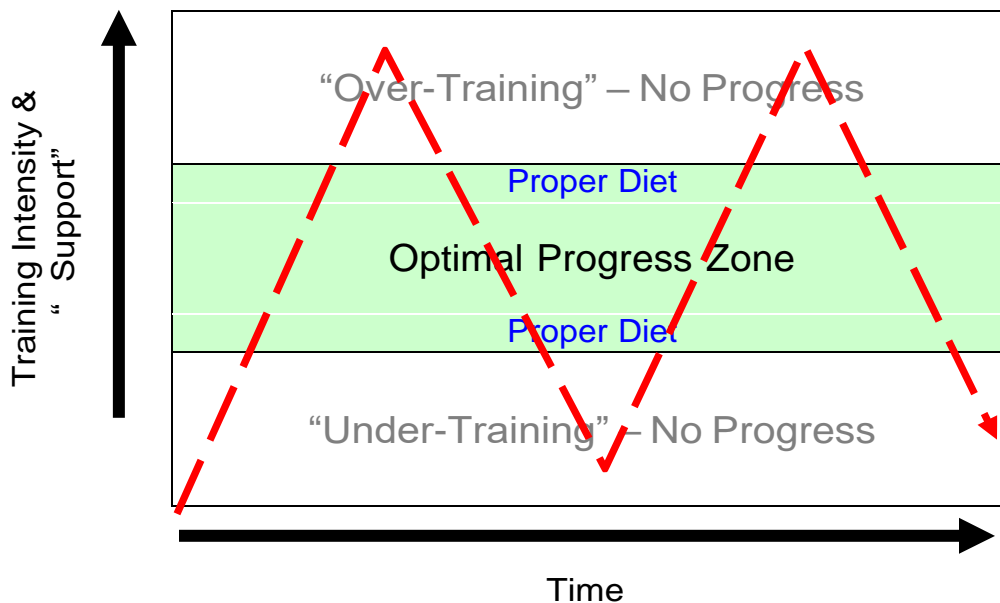 “Over-Training” – No Progress
Proper Diet
Optimal Progress Zone
Proper Diet
“Under-Training” – No Progress
Training Intensity &
“ Support”
Time